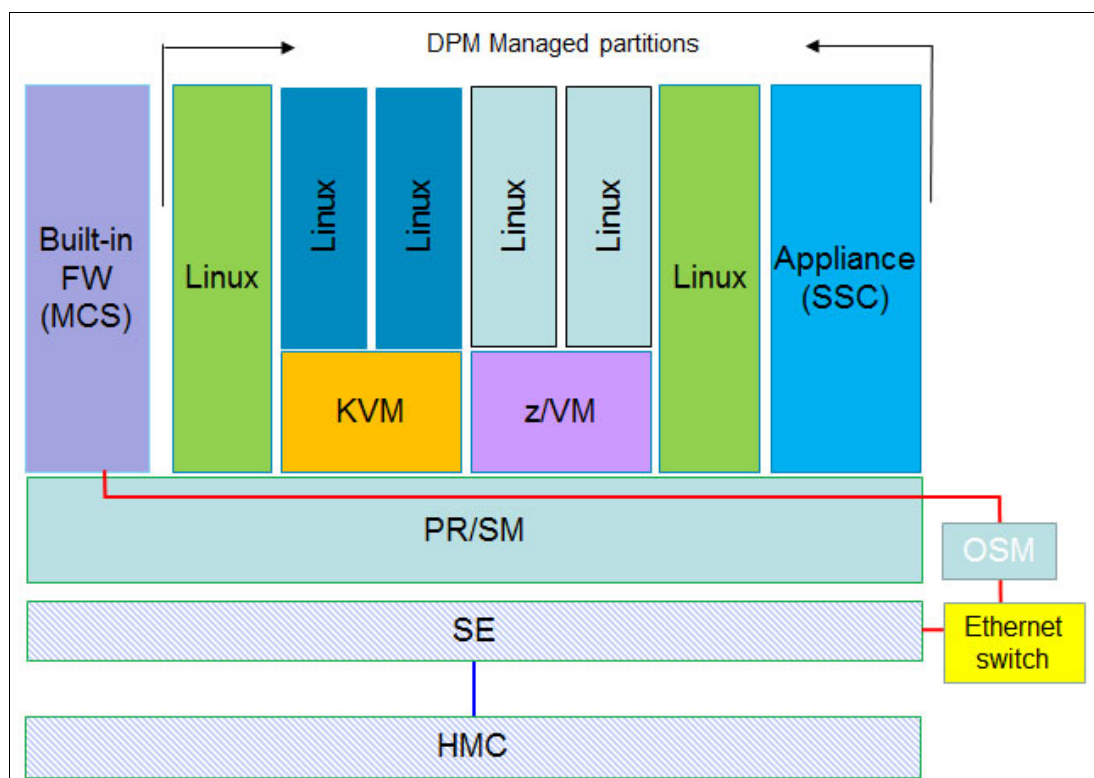 DPM Managed partitions
Built-in
FW
(MCS)
Linux
Linux
Linux
Linux
Linux
Linux
Appliance
(SSC)
KVM
z/VM
PR/SM
OSM
SE
Ethernet
switch
HMC